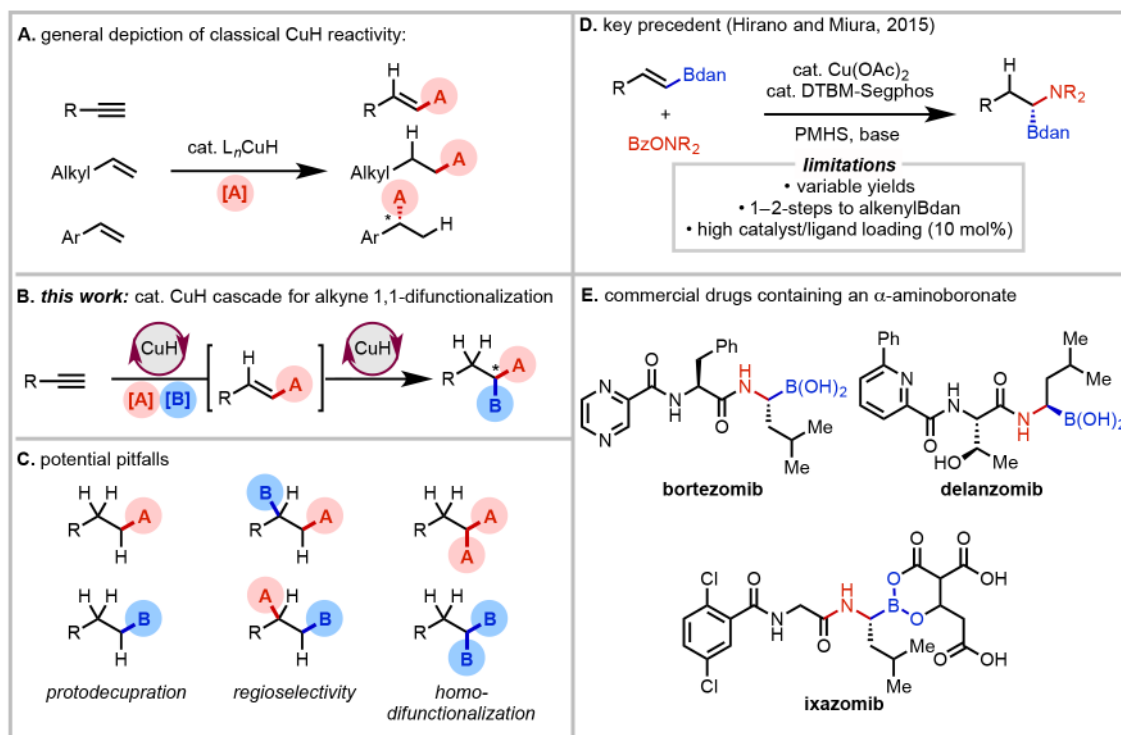 A. general depiction of classical CuH reactivity:
R
H
R
A
Alkyl
cat. LnCuH
[A]
H
Alkyl
A
Ar
A
*
Ar
H
B. this work: cat. CuH cascade for alkyne 1,1-difunctionalization
R
CuH
[A] [B]
H
R
A
CuH
H H
R
*
A
B
C. potential pitfalls
H H
R
A
H
B H
R
A
H
H H
R
A
A
H H
R
B
H
A H
R
B
H
H H
R
B
B
protodecupration
regioselectivity
homo-
difunctionalization
D. key precedent (Hirano and Miura, 2015)
R
Bdan
+
BzONR2
cat. Cu(OAc)2
cat. DTBM-Segphos
PMHS, base
H
R
NR2
Bdan
limitations
• variable yields
• 1–2-steps to alkenylBdan
• high catalyst/ligand loading (10 mol%)
E. commercial drugs containing an α-aminoboronate
Ph
N
N
O
N
H
O
H
N
B(OH)2
Me
Me
bortezomib
Ph
N
O
H
N
HO
Me
O
N
H
B(OH)2
Me
Me
delanzomib
Cl
Cl
O
N
H
O
H
N
B
O
O
O
O
OH
O
OH
Me
Me
ixazomib